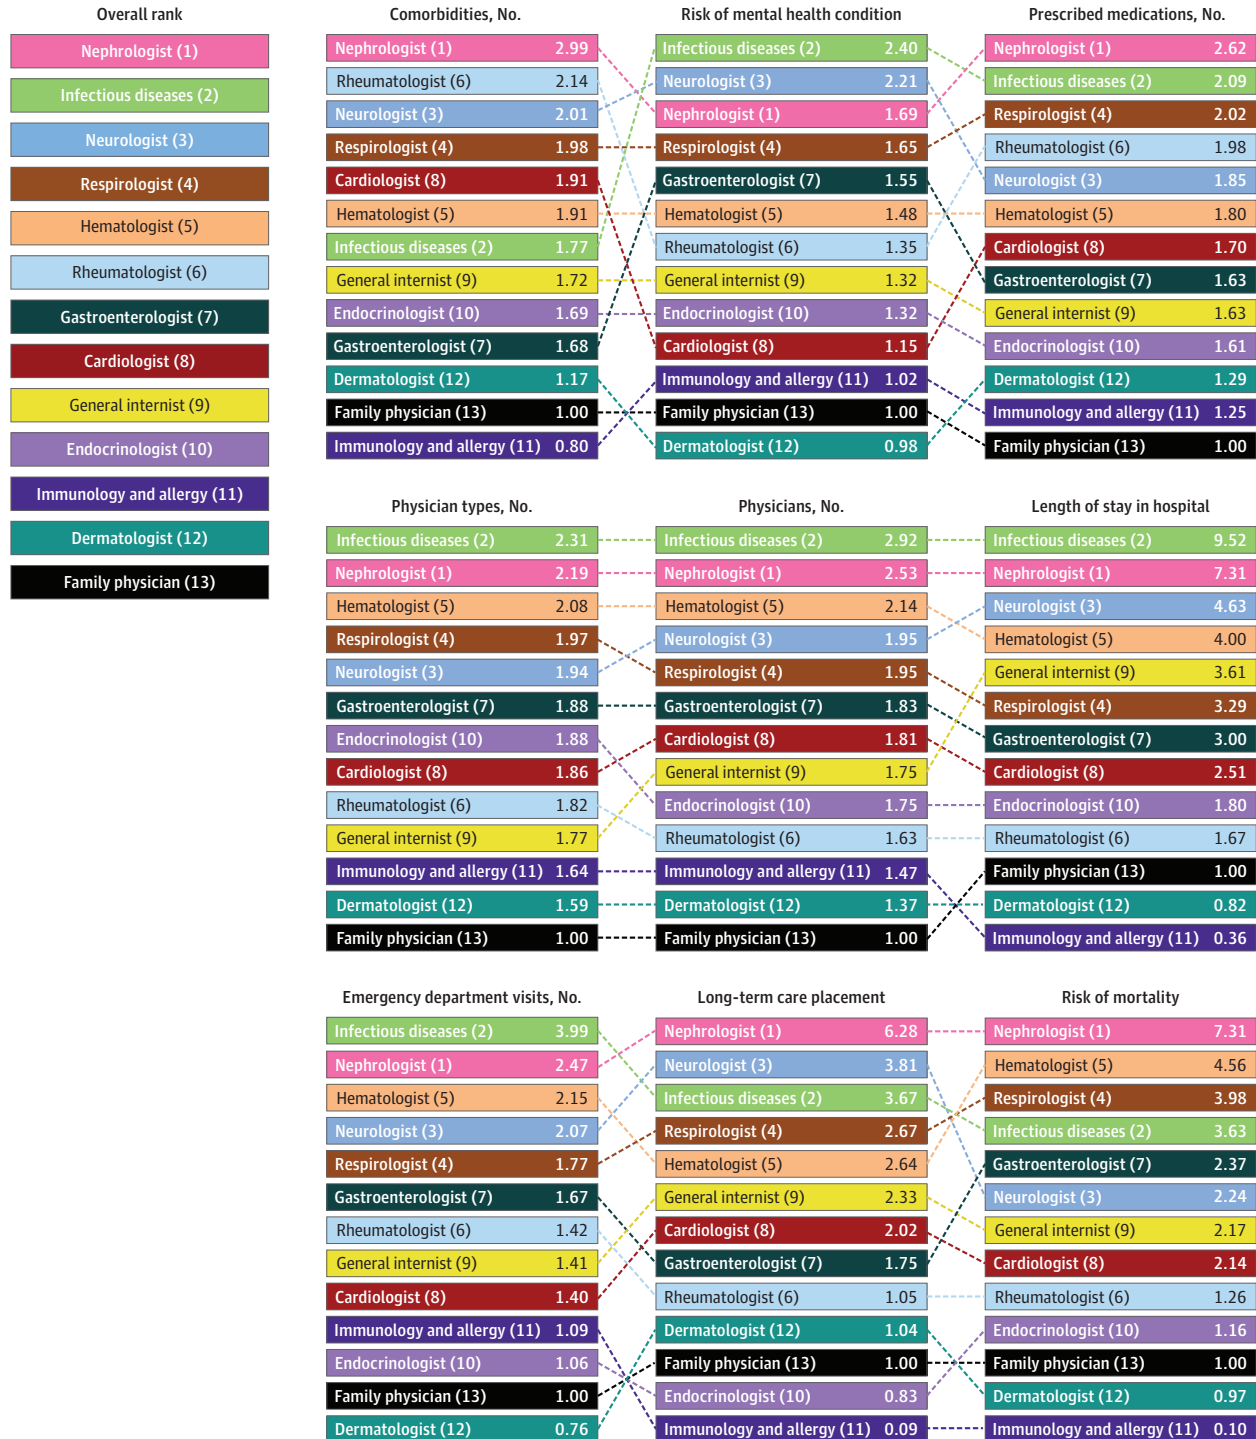 Overall rank
Nephrologist (1)
Infectious diseases (2)
Neurologist (3)
Respirologist (4)
Hematologist (5)
Rheumatologist (6)
Gastroenterologist (7)
Cardiologist (8)
General internist (9)
Endocrinologist (10)
Immunology and allergy (11)
Dermatologist (12)
Family physician (13)
Comorbidities, No.
Nephrologist (1) 2.99
Rheumatologist (6) 2.14
Neurologist (3) 2.01
Respirologist (4) 1.98
Cardiologist (8) 1.91
Hematologist (5) 1.91
Infectious diseases (2) 1.77
General internist (9) 1.72
Endocrinologist (10) 1.69
Gastroenterologist (7) 1.68
Dermatologist (12) 1.17
Family physician (13) 1.00
Immunology and allergy (11) 0.80
Risk of mental health condition
Infectious diseases (2) 2.40
Neurologist (3) 2.21
Nephrologist (1) 1.69
Respirologist (4) 1.65
Gastroenterologist (7) 1.55
Hematologist (5) 1.48
Rheumatologist (6) 1.35
General internist (9) 1.32
Endocrinologist (10) 1.32
Cardiologist (8) 1.15
Immunology and allergy (11) 1.02
Family physician (13) 1.00
Dermatologist (12) 0.98
Prescribed medications, No.
Nephrologist (1) 2.62
Infectious diseases (2) 2.09
Respirologist (4) 2.02
Rheumatologist (6) 1.98
Neurologist (3) 1.85
Hematologist (5) 1.80
Cardiologist (8) 1.70
Gastroenterologist (7) 1.63
General internist (9) 1.63
Endocrinologist (10) 1.61
Dermatologist (12) 1.29
Immunology and allergy (11) 1.25
Family physician (13) 1.00
Physician types, No.
Infectious diseases (2) 2.31
Nephrologist (1) 2.19
Hematologist (5) 2.08
Respirologist (4) 1.97
Neurologist (3) 1.94
Gastroenterologist (7) 1.88
Endocrinologist (10) 1.88
Cardiologist (8) 1.86
Rheumatologist (6) 1.82
General internist (9) 1.77
Immunology and allergy (11) 1.64
Dermatologist (12) 1.59
Family physician (13) 1.00
Physicians, No.
Infectious diseases (2) 2.92
Nephrologist (1) 2.53
Hematologist (5) 2.14
Neurologist (3) 1.95
Respirologist (4) 1.95
Gastroenterologist (7) 1.83
Cardiologist (8) 1.81
General internist (9) 1.75
Endocrinologist (10) 1.75
Rheumatologist (6) 1.63
Immunology and allergy (11) 1.47
Dermatologist (12) 1.37
Family physician (13) 1.00
Length of stay in hospital
Infectious diseases (2) 9.52
Nephrologist (1) 7.31
Neurologist (3) 4.63
Hematologist (5) 4.00
General internist (9) 3.61
Respirologist (4) 3.29
Gastroenterologist (7) 3.00
Cardiologist (8) 2.51
Endocrinologist (10) 1.80
Rheumatologist (6) 1.67
Family physician (13) 1.00
Dermatologist (12) 0.82
Immunology and allergy (11) 0.36
Emergency department visits, No.
Infectious diseases (2) 3.99
Nephrologist (1) 2.47
Hematologist (5) 2.15
Neurologist (3) 2.07
Respirologist (4) 1.77
Gastroenterologist (7) 1.67
Rheumatologist (6) 1.42
General internist (9) 1.41
Cardiologist (8) 1.40
Immunology and allergy (11) 1.09
Endocrinologist (10) 1.06
Family physician (13) 1.00
Dermatologist (12) 0.76
Long-term care placement
Nephrologist (1) 6.28
Neurologist (3) 3.81
Infectious diseases (2) 3.67
Respirologist (4) 2.67
Hematologist (5) 2.64
General internist (9) 2.33
Cardiologist (8) 2.02
Gastroenterologist (7) 1.75
Rheumatologist (6) 1.05
Dermatologist (12) 1.04
Family physician (13) 1.00
Endocrinologist (10) 0.83
Immunology and allergy (11) 0.09
Risk of mortality
Nephrologist (1) 7.31
Hematologist (5) 4.56
Respirologist (4) 3.98
Infectious diseases (2) 3.63
Gastroenterologist (7) 2.37
Neurologist (3) 2.24
General internist (9) 2.17
Cardiologist (8) 2.14
Rheumatologist (6) 1.26
Endocrinologist (10) 1.16
Family physician (13) 1.00
Dermatologist (12) 0.97
Immunology and allergy (11) 0.10